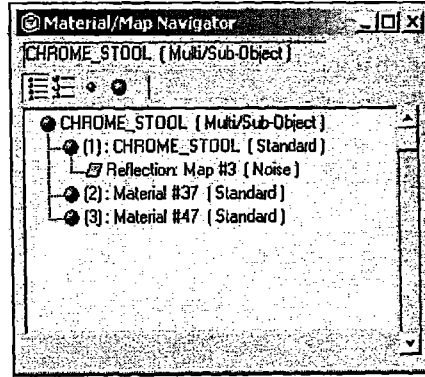 Material/Map Navigator
CHROME_STOOL ( Multi/Sub-Object )
CHROME_STOOL ( Multi/Sub-Object )
(1) : CHROME_STOOL ( Standard )
Reflection: Map #3 ( Noise )
(2) : Material #37 ( Standard )
(3) : Material #47 ( Standard )